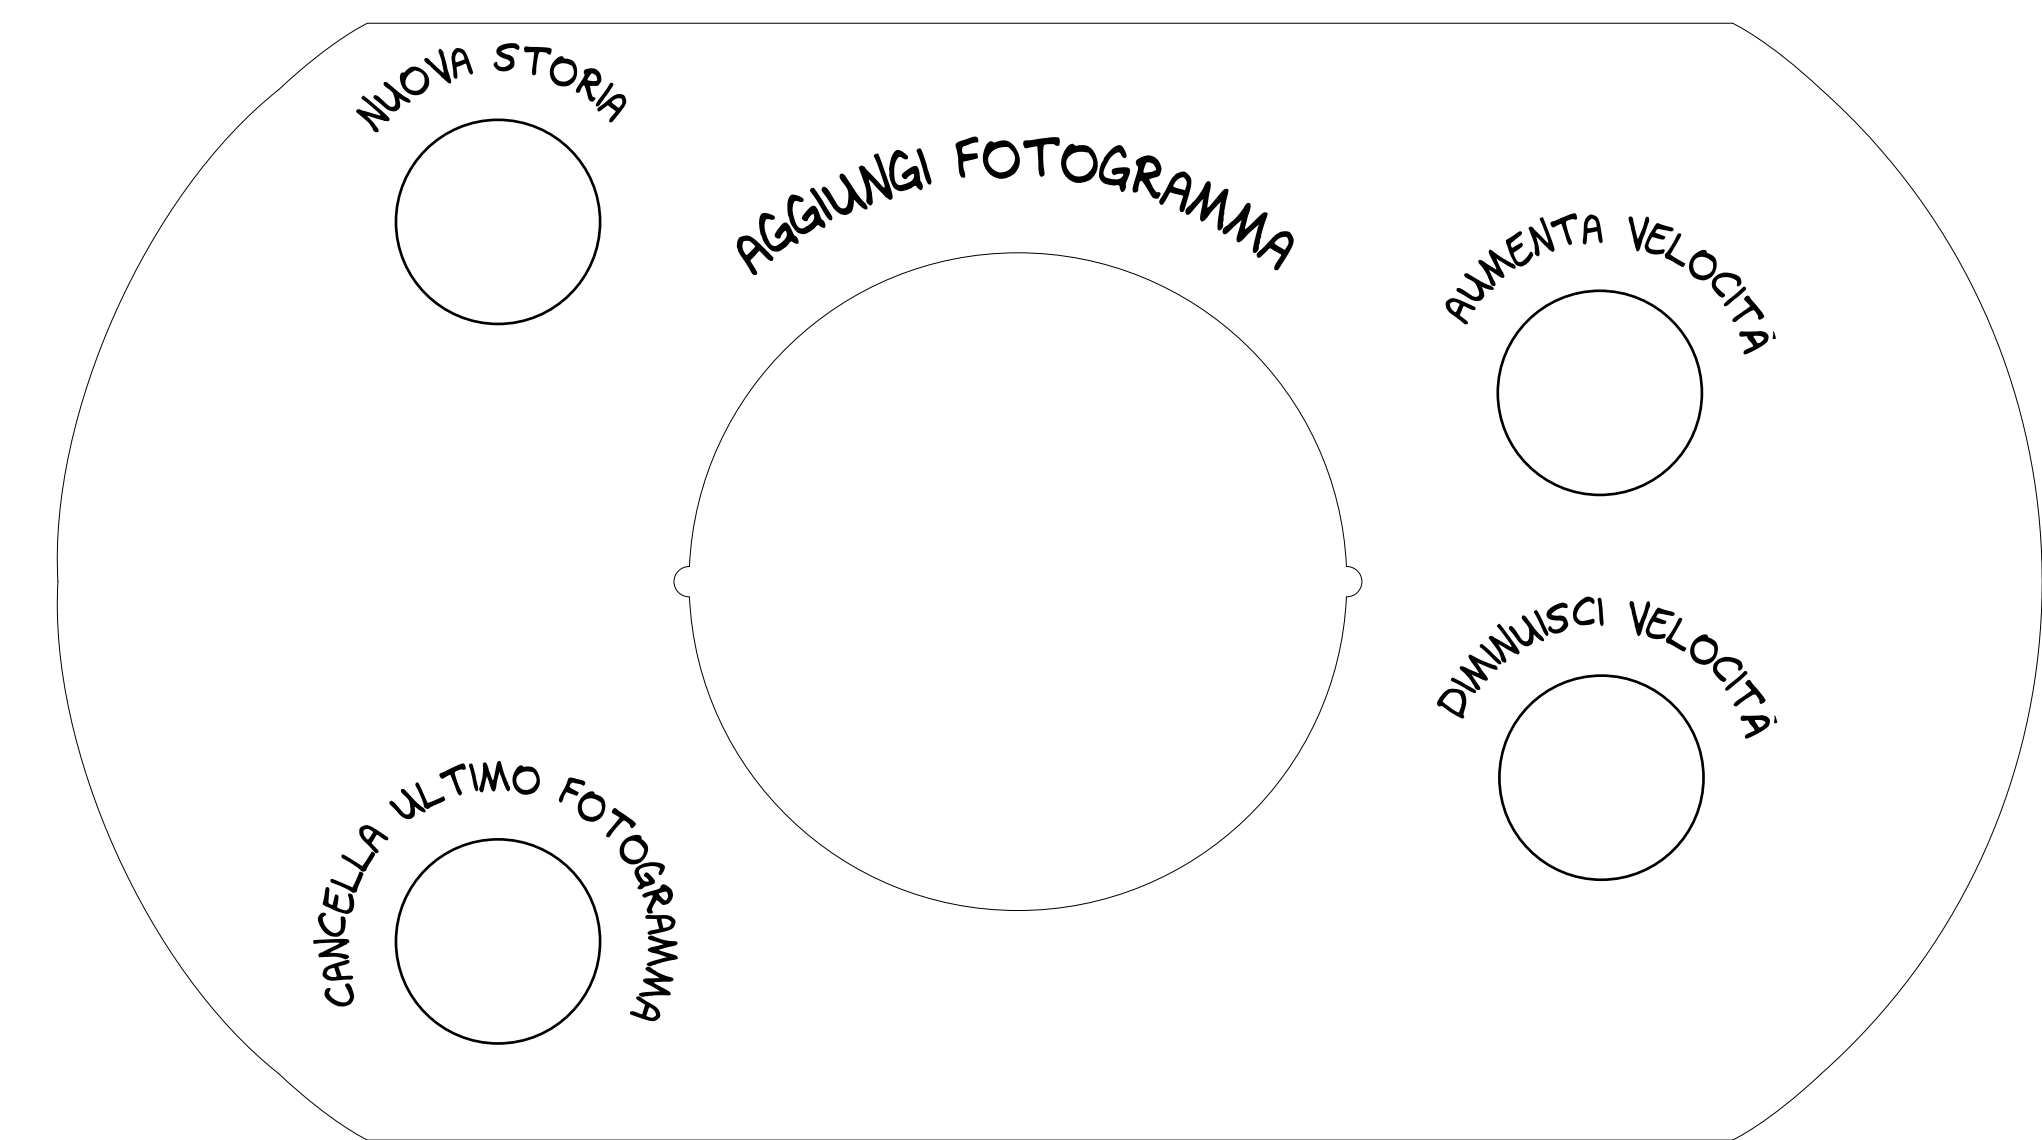 NUOVA STORIA
AGGIUNGI FOTOGRAMMA
AUMENTA VELOCITÀ
DIMINUISCI VELOCITÀ
CANCELLA ULTIMO FOTOGRAMMA